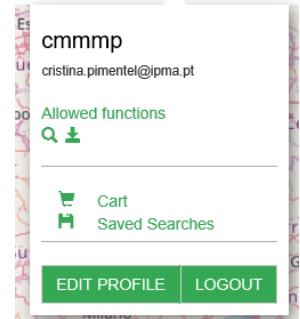 cmmmp
cristina.pimentel@ipma.pt
Allowed functions
Cart
Saved Searches
EDIT PROFILE LOGOUT